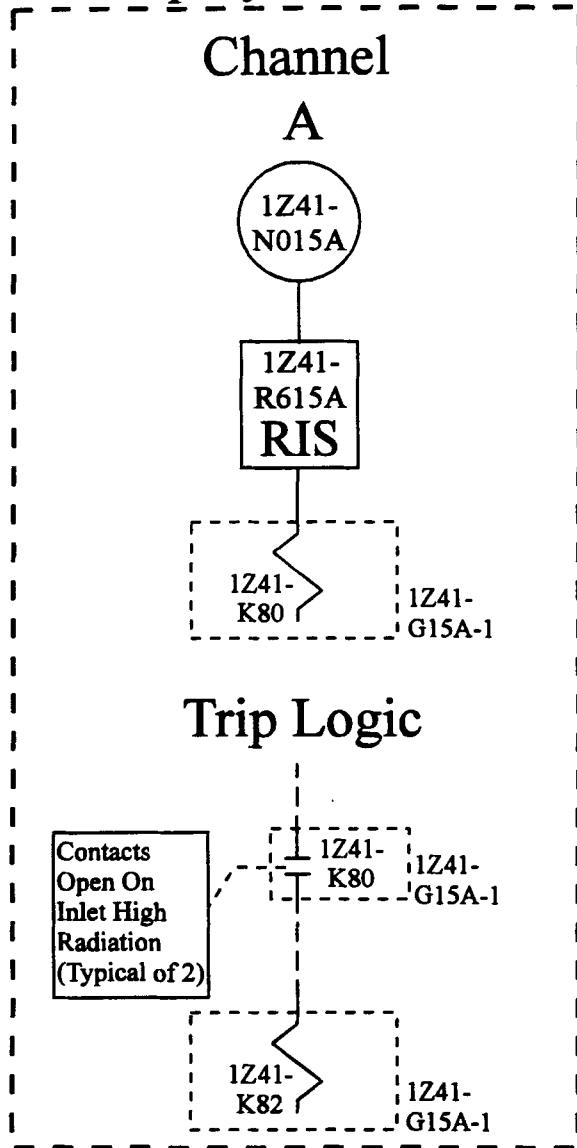 Channel
A
1Z41-
N015A
1Z41-
R615A
RIS
1Z41-
K80
1Z41-
G15A-1
Trip Logic
Contacts
Open On
Inlet High
Radiation
(Typical of 2)
1Z41-
K80
1Z41-
G15A-1
1Z41-
K82
1Z41-
G15A-1